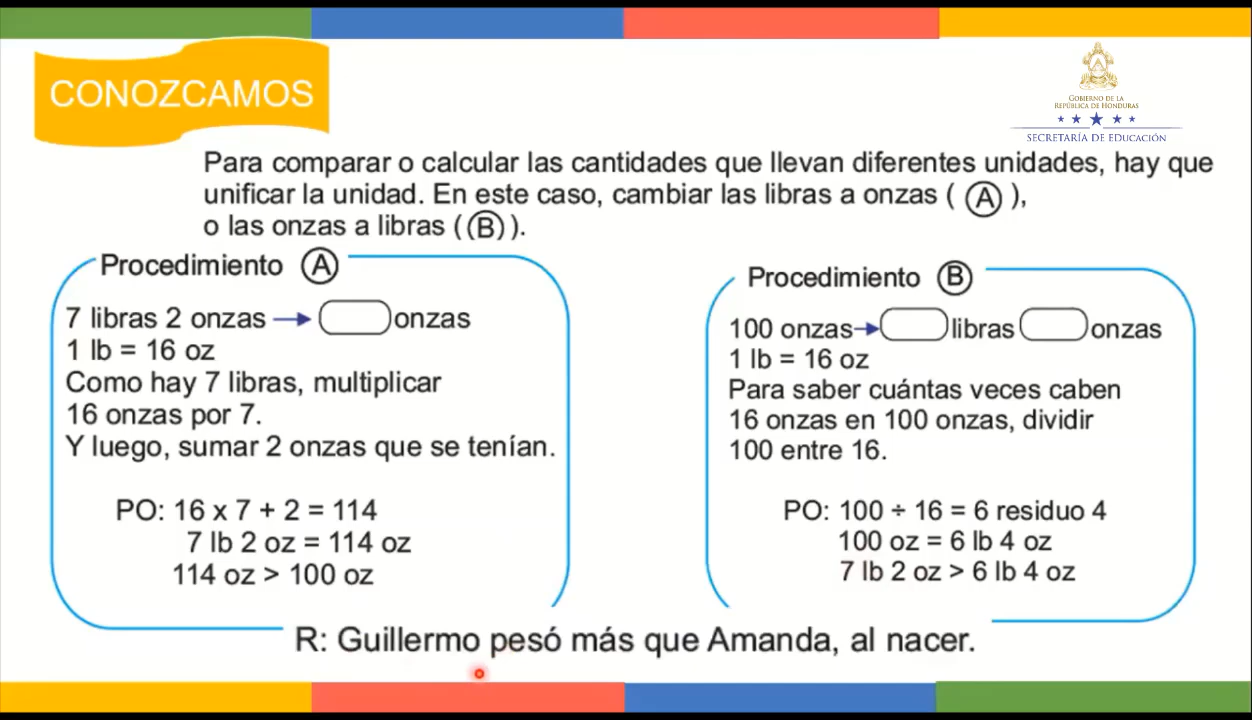 CONOZCAMOS
GOBIERNO DE LA
REPÚBLICA DE HONDURAS
SECRETARÍA DE EDUCACIÓN
Para comparar o calcular las cantidades que llevan diferentes unidades, hay que
unificar la unidad. En este caso, cambiar las libras a onzas ( A ),
o las onzas a libras ( B ).
Procedimiento A
7 libras 2 onzas → onzas
1 lb = 16 oz
Como hay 7 libras, multiplicar
16 onzas por 7.
Y luego, sumar 2 onzas que se tenían.
PO: 16 x 7 + 2 = 114
7 lb 2 oz = 114 oz
114 oz > 100 oz
Procedimiento B
100 onzas → libras onzas
1 lb = 16 oz
Para saber cuántas veces caben
16 onzas en 100 onzas, dividir
100 entre 16.
PO: 100 ÷ 16 = 6 residuo 4
100 oz = 6 lb 4 oz
7 lb 2 oz > 6 lb 4 oz
R: Guillermo pesó más que Amanda, al nacer.